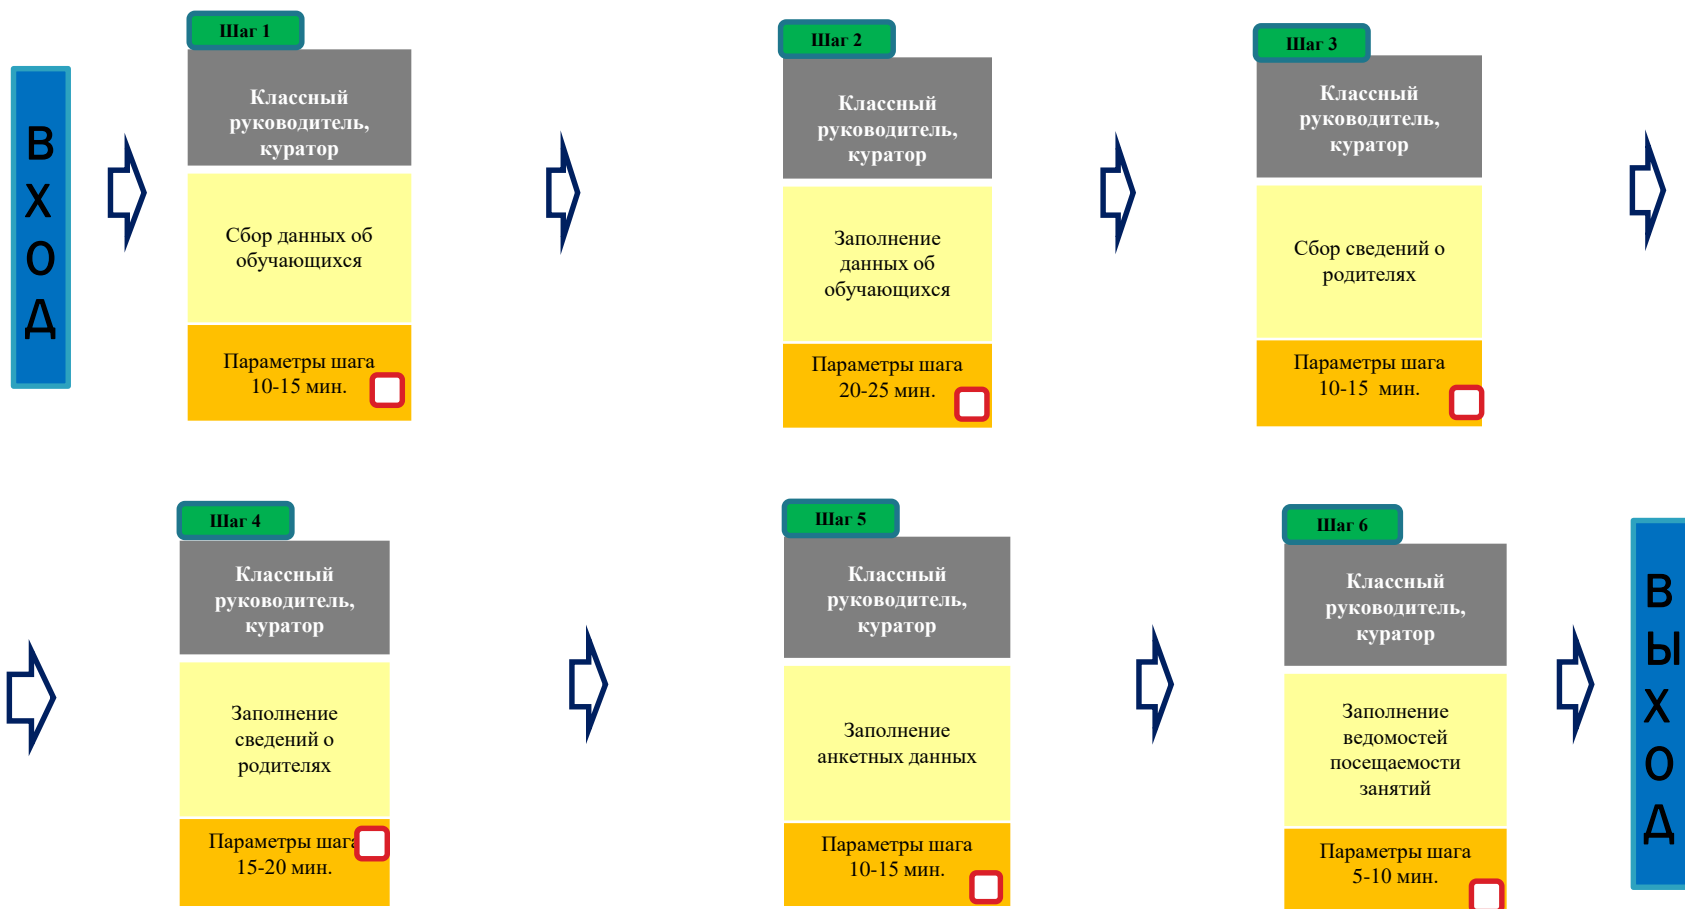 ВХОД
Шаг 1
Классный
руководитель,
куратор
Сбор данных об
обучающихся
Параметры шага
10-15 мин.
Шаг 2
Классный
руководитель,
куратор
Заполнение
данных об
обучающихся
Параметры шага
20-25 мин.
Шаг 3
Классный
руководитель,
куратор
Сбор сведений о
родителях
Параметры шага
10-15 мин.
Шаг 4
Классный
руководитель,
куратор
Заполнение
сведений о
родителях
Параметры шага
15-20 мин.
Шаг 5
Классный
руководитель,
куратор
Заполнение
анкетных данных
Параметры шага
10-15 мин.
Шаг 6
Классный
руководитель,
куратор
Заполнение
ведомостей
посещаемости
занятий
Параметры шага
5-10 мин.
ВЫХОД